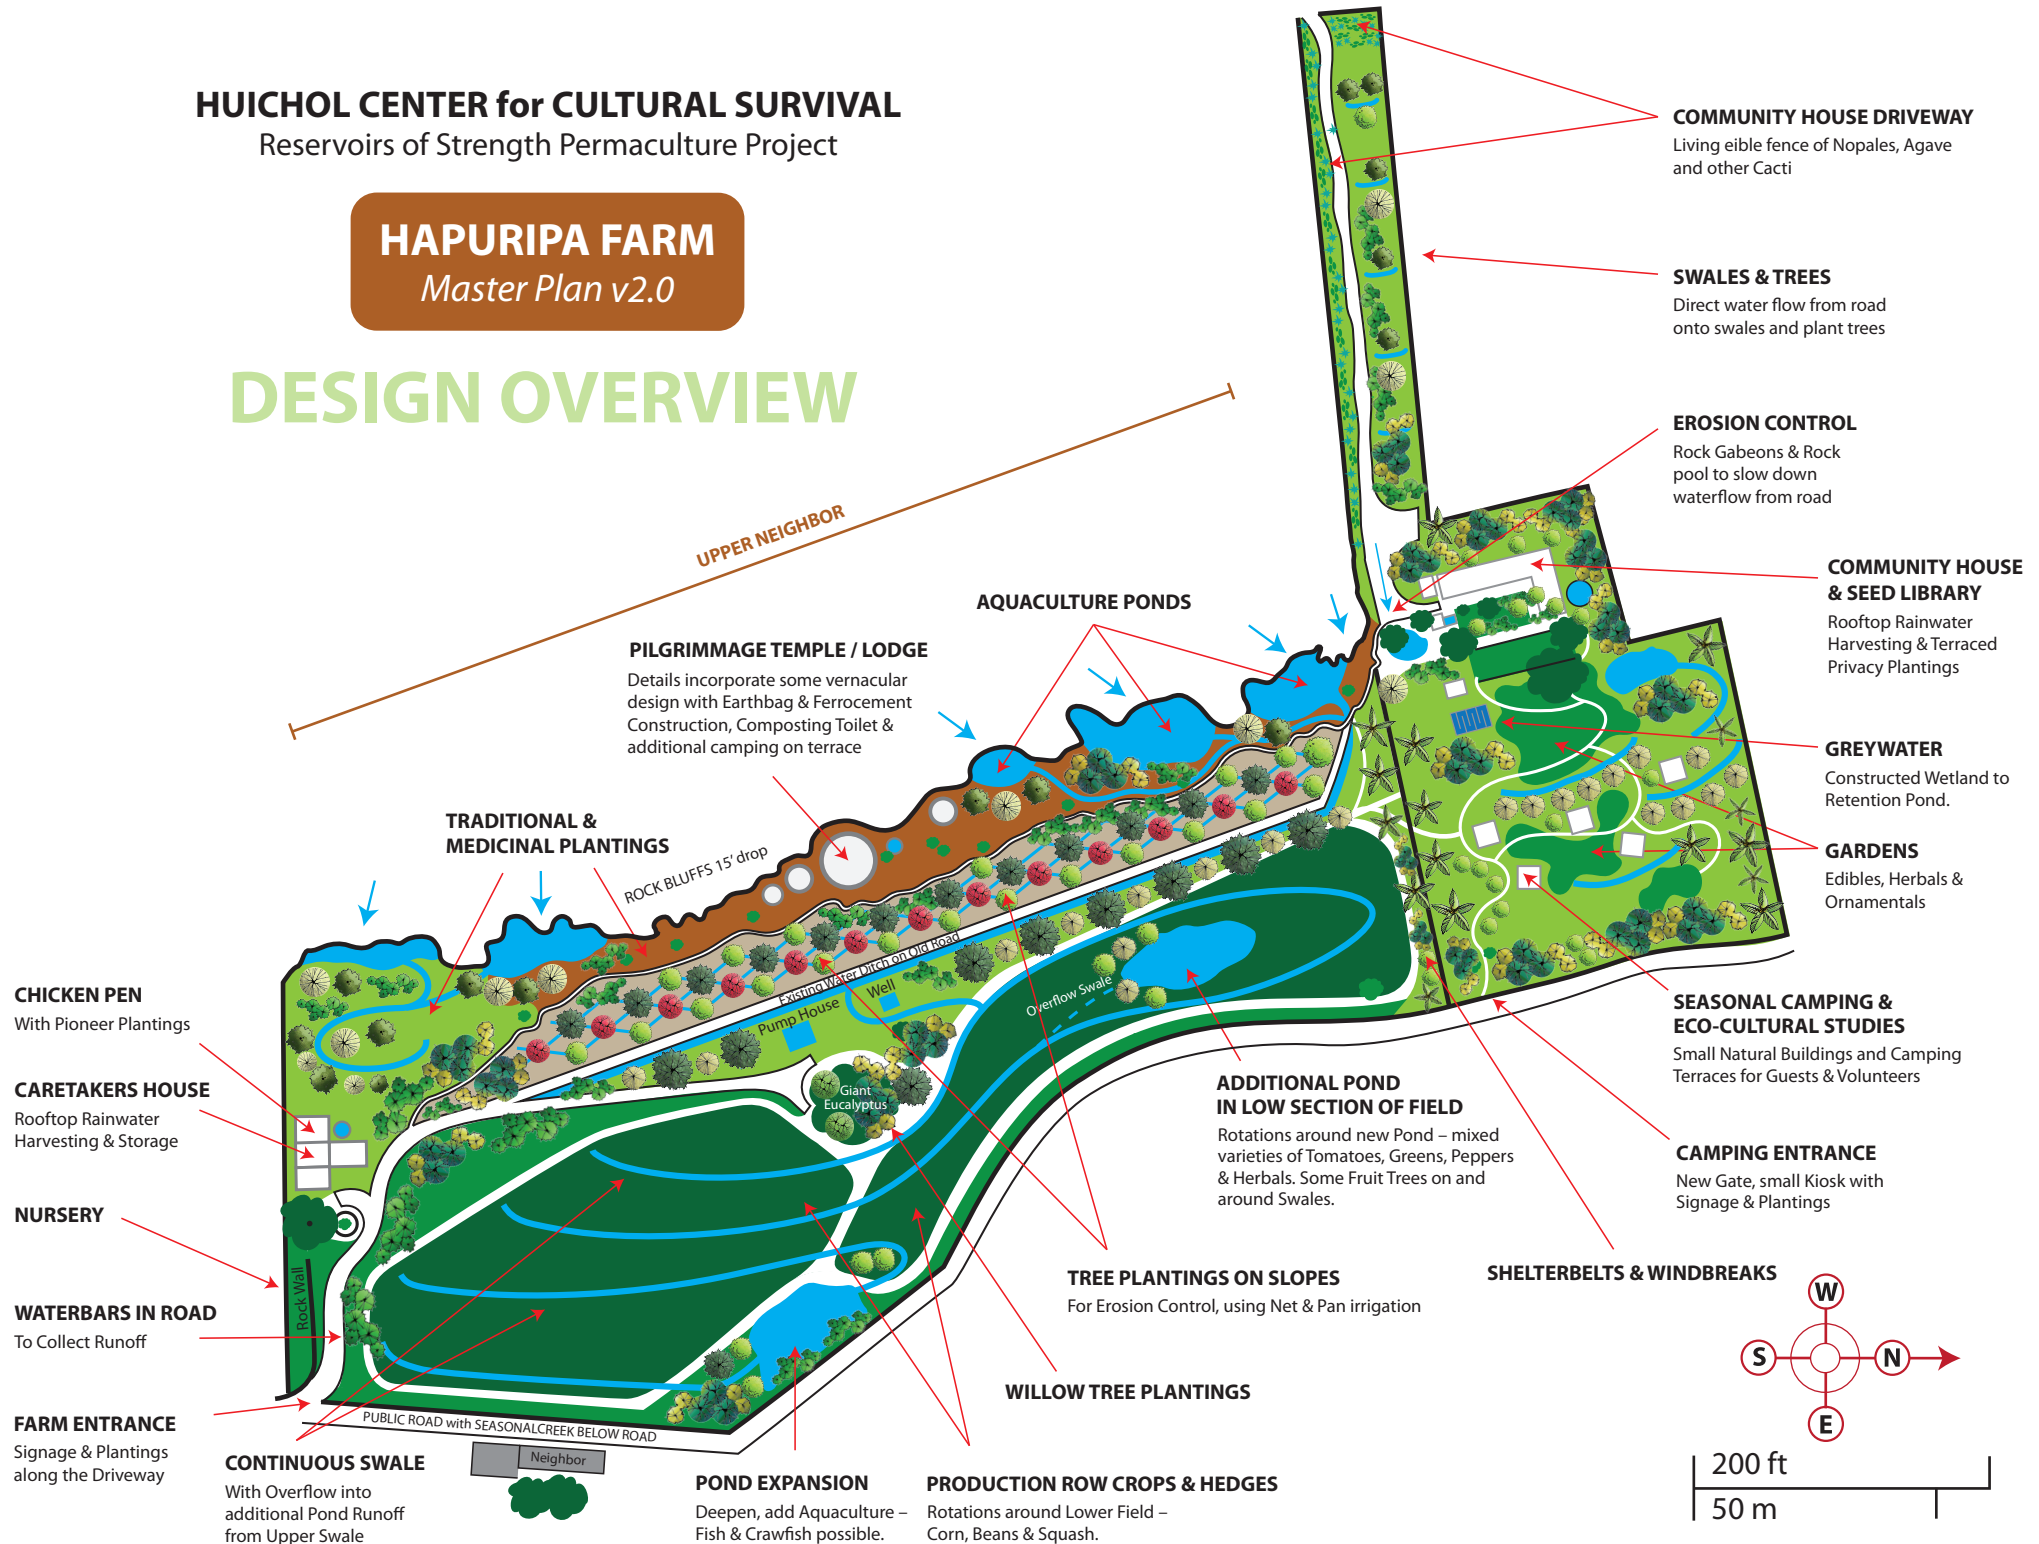 HUICHOL CENTER for CULTURAL SURVIVAL
Reservoirs of Strength Permaculture Project
HAPURIPA FARM
Master Plan v2.0
DESIGN OVERVIEW
COMMUNITY HOUSE DRIVEWAY
Living eible fence of Nopales, Agave
and other Cacti
SWALES & TREES
Direct water flow from road
onto swales and plant trees
EROSION CONTROL
Rock Gabeons & Rock
pool to slow down
waterflow from road
COMMUNITY HOUSE
& SEED LIBRARY
Rooftop Rainwater
Harvesting & Terraced
Privacy Plantings
GREYWATER
Constructed Wetland to
Retention Pond.
GARDENS
Edibles, Herbals &
Ornamentals
SEASONAL CAMPING &
ECO-CULTURAL STUDIES
Small Natural Buildings and Camping
Terraces for Guests & Volunteers
CAMPING ENTRANCE
New Gate, small Kiosk with
Signage & Plantings
SHELTERBELTS & WINDBREAKS
UPPER NEIGHBOR
AQUACULTURE PONDS
PILGRIMMAGE TEMPLE / LODGE
Details incorporate some vernacular
design with Earthbag & Ferrocement
Construction, Composting Toilet &
additional camping on terrace
TRADITIONAL &
MEDICINAL PLANTINGS
ROCK BLUFFS 15' drop
Existing Water Ditch on Old Road
Pump House
Well
Overflow Swale
Giant
Eucalyptus
CHICKEN PEN
With Pioneer Plantings
CARETAKERS HOUSE
Rooftop Rainwater
Harvesting & Storage
NURSERY
Rock Wall
WATERBARS IN ROAD
To Collect Runoff
FARM ENTRANCE
Signage & Plantings
along the Driveway
PUBLIC ROAD with SEASONALCREEK BELOW ROAD
Neighbor
CONTINUOUS SWALE
With Overflow into
additional Pond Runoff
from Upper Swale
POND EXPANSION
Deepen, add Aquaculture –
Fish & Crawfish possible.
PRODUCTION ROW CROPS & HEDGES
Rotations around Lower Field –
Corn, Beans & Squash.
WILLOW TREE PLANTINGS
TREE PLANTINGS ON SLOPES
For Erosion Control, using Net & Pan irrigation
ADDITIONAL POND
IN LOW SECTION OF FIELD
Rotations around new Pond – mixed
varieties of Tomatoes, Greens, Peppers
& Herbals. Some Fruit Trees on and
around Swales.
W
S
N
E
200 ft
50 m